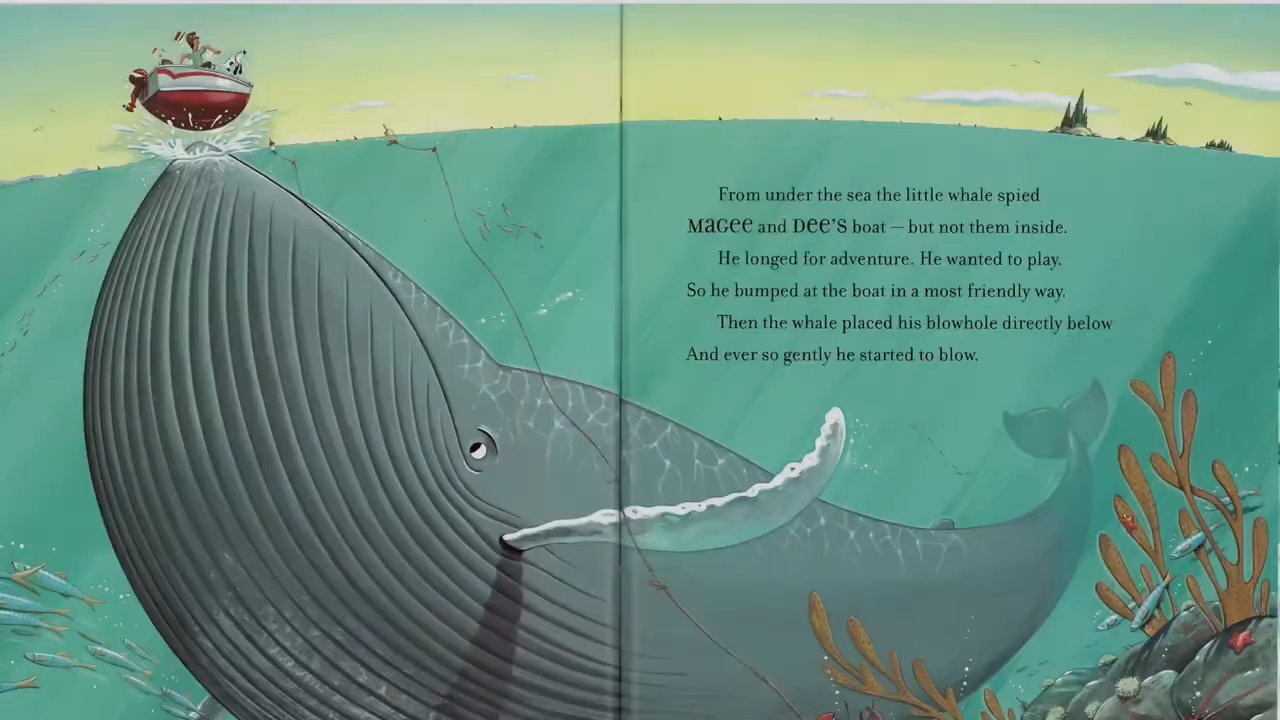 From under the sea the little whale spied
MaGee and Dee's boat — but not them inside.
He longed for adventure. He wanted to play.
So he bumped at the boat in a most friendly way.
Then the whale placed his blowhole directly below
And ever so gently he started to blow.